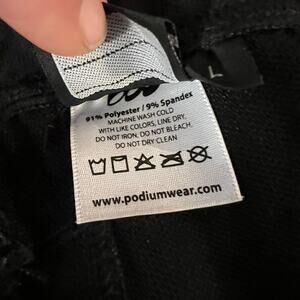 L
91% Polyester / 9% Spandex
MACHINE WASH COLD
WITH LIKE COLORS, LINE DRY.
DO NOT IRON, DO NOT BLEACH.
DO NOT DRY CLEAN
www.podiumwear.com